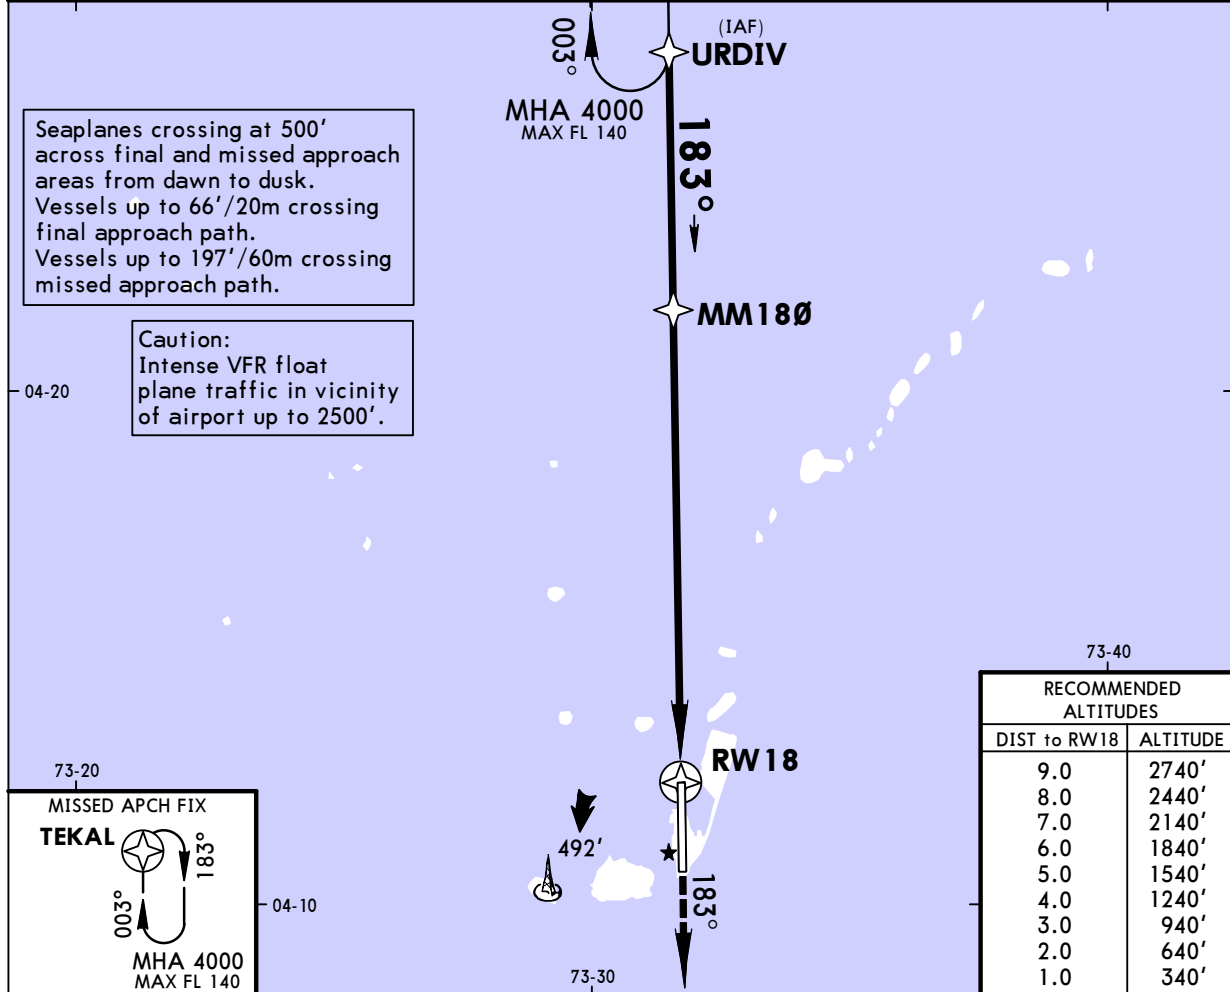 003°
(IAF)
URDIV
MHA 4000
MAX FL 140
183°
Seaplanes crossing at 500'
across final and missed approach
areas from dawn to dusk.
Vessels up to 66'/20m crossing
final approach path.
Vessels up to 197'/60m crossing
missed approach path.
MM18Ø
Caution:
Intense VFR float
plane traffic in vicinity
of airport up to 2500'.
04-20
73-40
RECOMMENDED
ALTITUDES
DIST to RW18 ALTITUDE
9.0 2740'
8.0 2440'
7.0 2140'
6.0 1840'
5.0 1540'
4.0 1240'
3.0 940'
2.0 640'
1.0 340'
RW18
73-20
MISSED APCH FIX
TEKAL
183°
003°
MHA 4000
MAX FL 140
492'
183°
04-10
73-30